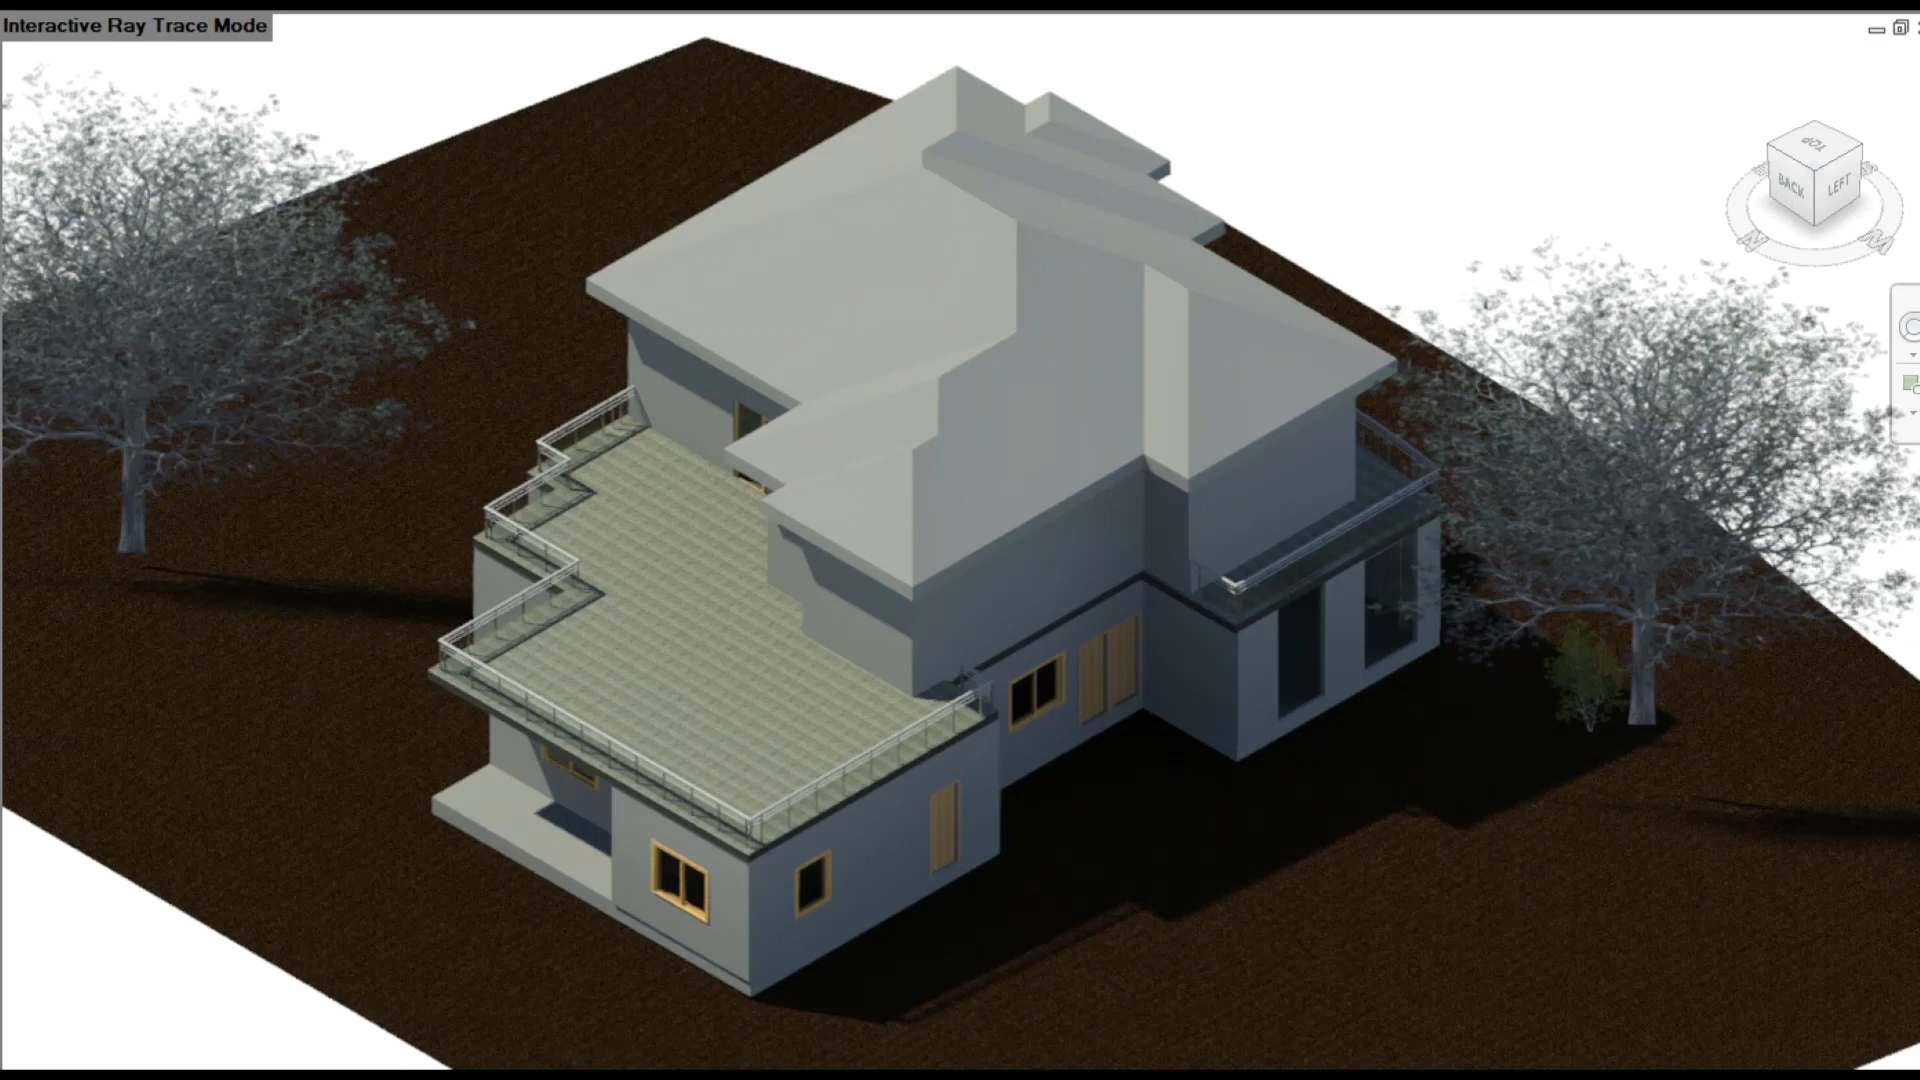 Interactive Ray Trace Mode
TOP
BACK
LEFT
N
W